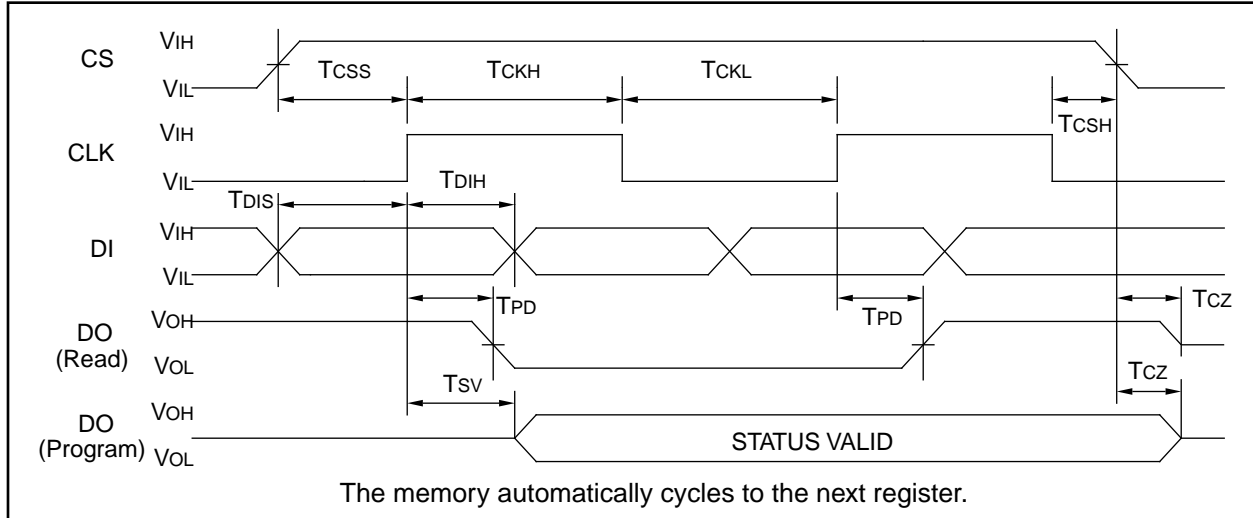 CS
VIH
VIL
TCSS
TCKH
TCKL
TCSH
CLK
VIH
VIL
TDIS
TDIH
DI
VIH
VIL
TPD
TPD
TCZ
DO
(Read)
VOH
VOL
TSV
TCZ
DO
(Program)
VOH
VOL
STATUS VALID
The memory automatically cycles to the next register.